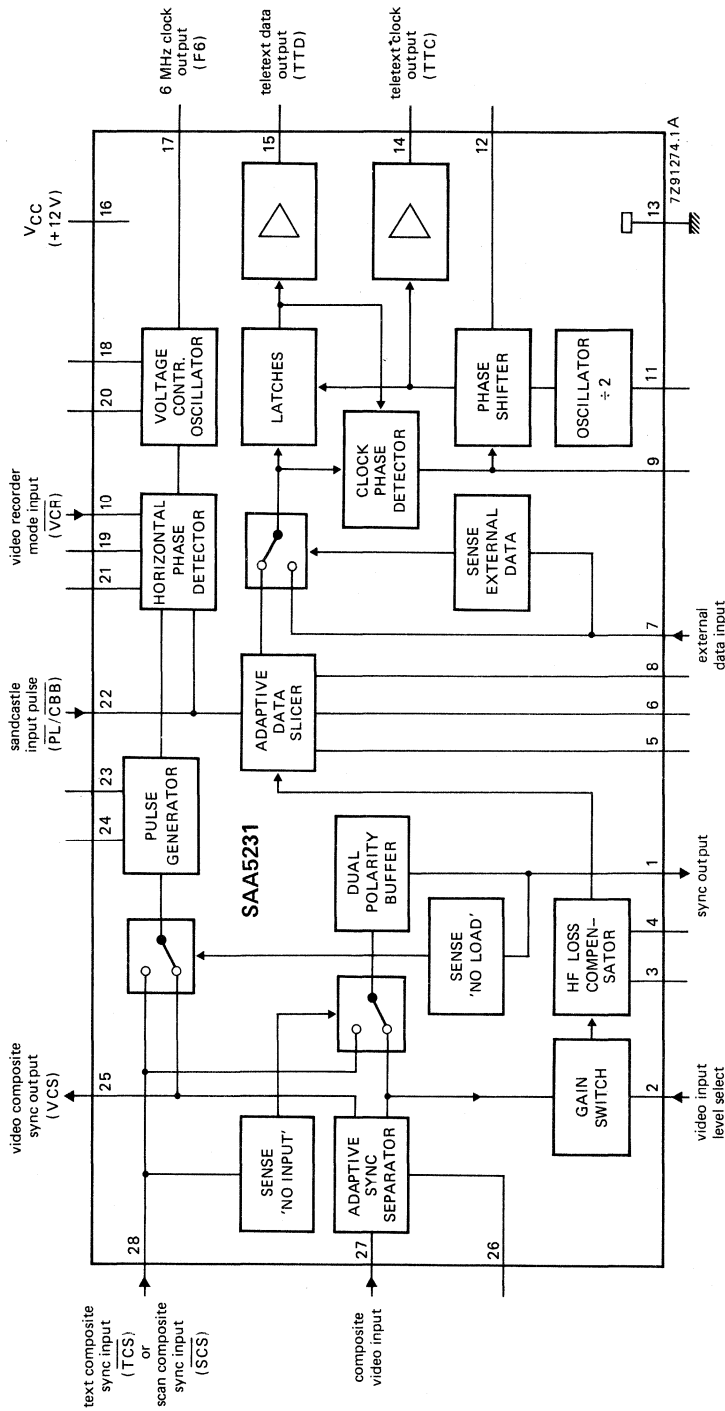 text composite
sync input
(TCS)
or
scan composite
sync input
(SCS)
composite
video input
28
27
26
video composite
sync output
(VCS)
25
24
23
sandcastle
input pulse
(PL/CBB)
22
21
19
10
video recorder
mode input
(VCR)
20
18
VCC
(+12 V)
16
17
6 MHz clock
output
(F6)
15
teletext data
output
(TTD)
14
teletext clock
output
(TTC)
12
SENSE
'NO INPUT'
ADAPTIVE
SYNC
SEPARATOR
GAIN
SWITCH
HF LOSS
COMPEN-
SATOR
SENSE
'NO LOAD'
DUAL
POLARITY
BUFFER
PULSE
GENERATOR
SAA5231
ADAPTIVE
DATA
SLICER
HORIZONTAL
PHASE
DETECTOR
VOLTAGE
CONTR.
OSCILLATOR
SENSE
EXTERNAL
DATA
CLOCK
PHASE
DETECTOR
LATCHES
PHASE
SHIFTER
OSCILLATOR
÷ 2
2
video input
level select
3
4
1
sync output
5
6
8
7
external
data input
9
11
13
7Z91274.1 A